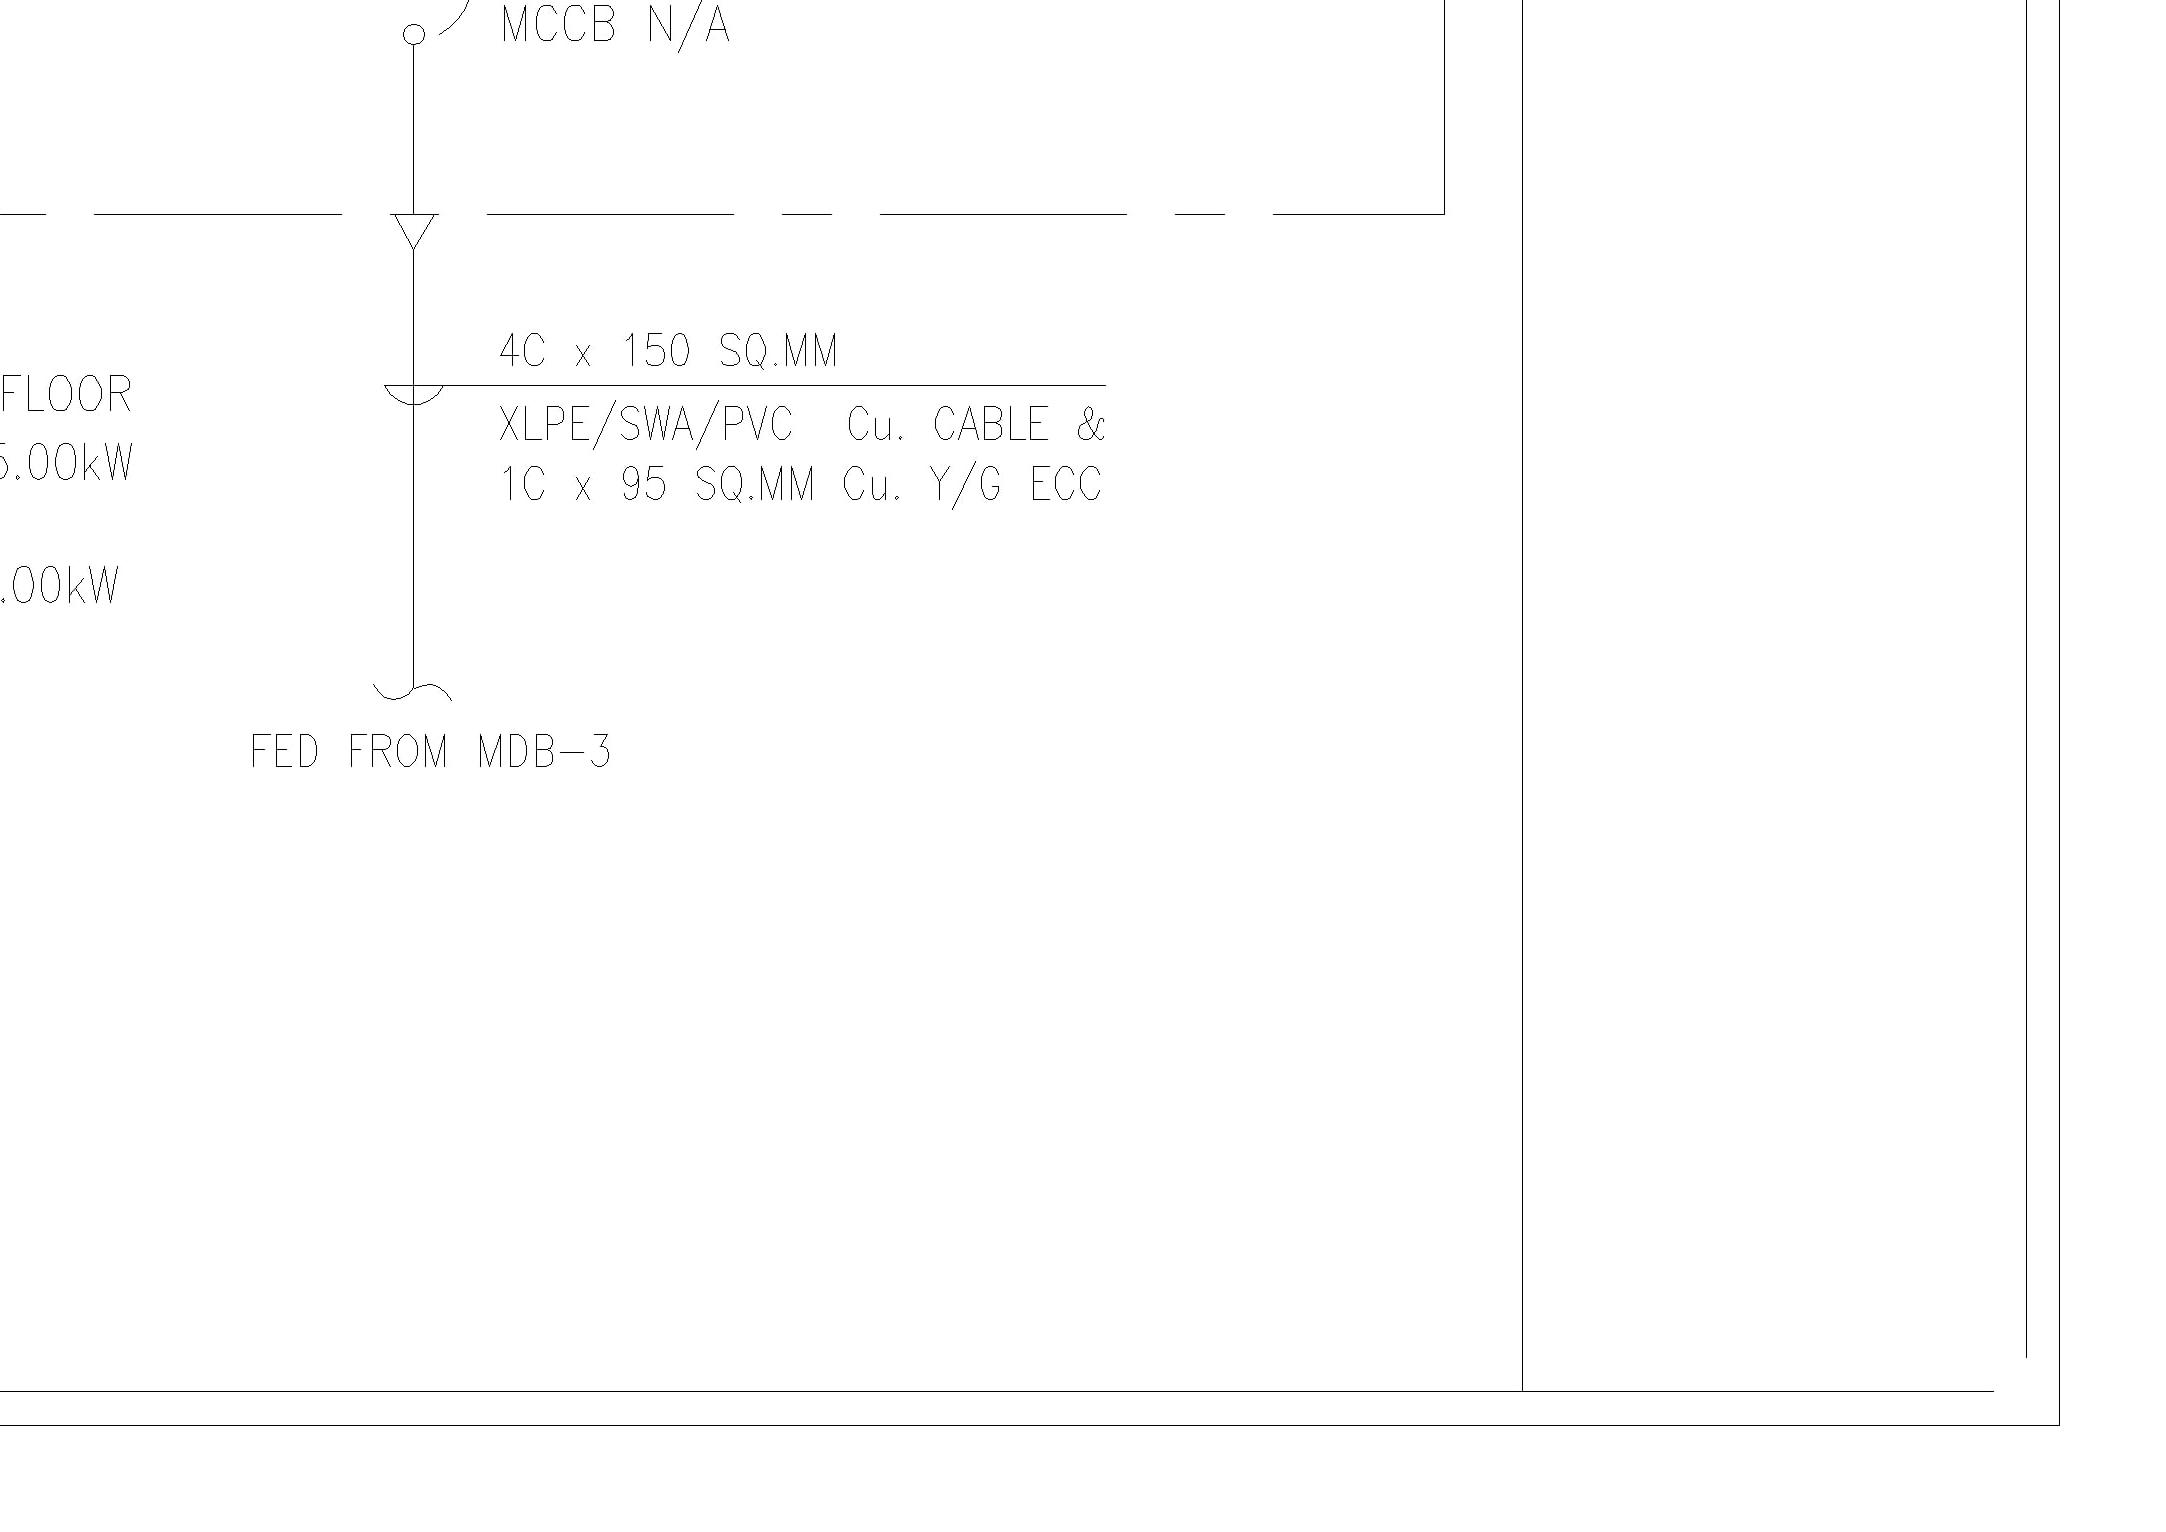 MCCB N/A
4C x 150 SQ.MM
XLPE/SWA/PVC  Cu. CABLE &
1C x 95 SQ.MM Cu. Y/G ECC
FLOOR
5.00kW
.00kW
FED FROM MDB-3